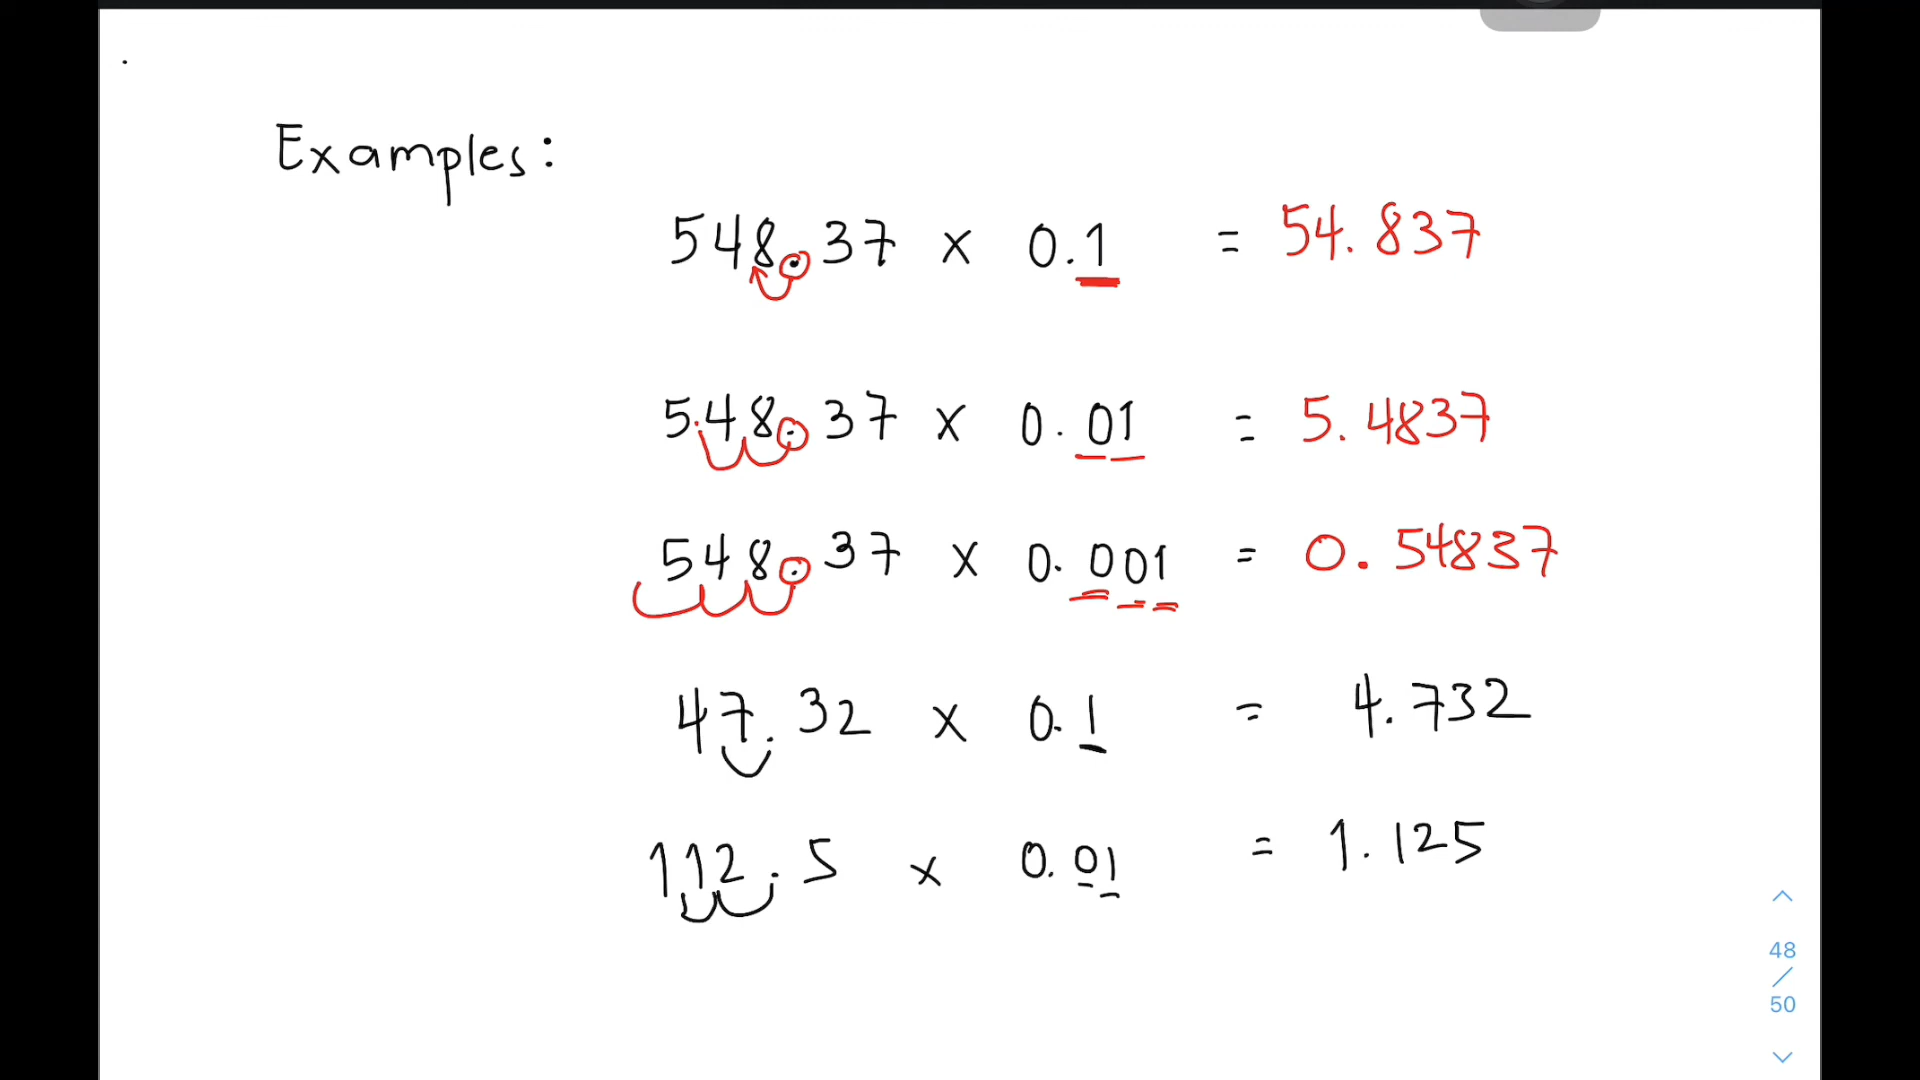 Examples:
548.37 x 0.1 = 54.837
548.37 x 0.01 = 5.4837
548.37 x 0.001 = 0.54837
47.32 x 0.1 = 4.732
112.5 x 0.01 = 1.125
48
/
50